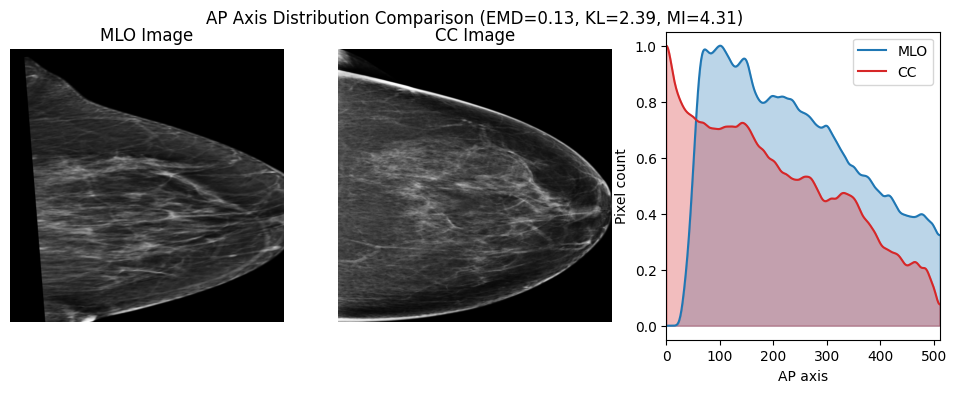 AP Axis Distribution Comparison (EMD=0.13, KL=2.39, MI=4.31)
MLO Image
CC Image
MLO
CC
Pixel count
1.0
0.8
0.6
0.4
0.2
0.0
0 100 200 300 400 500
AP axis